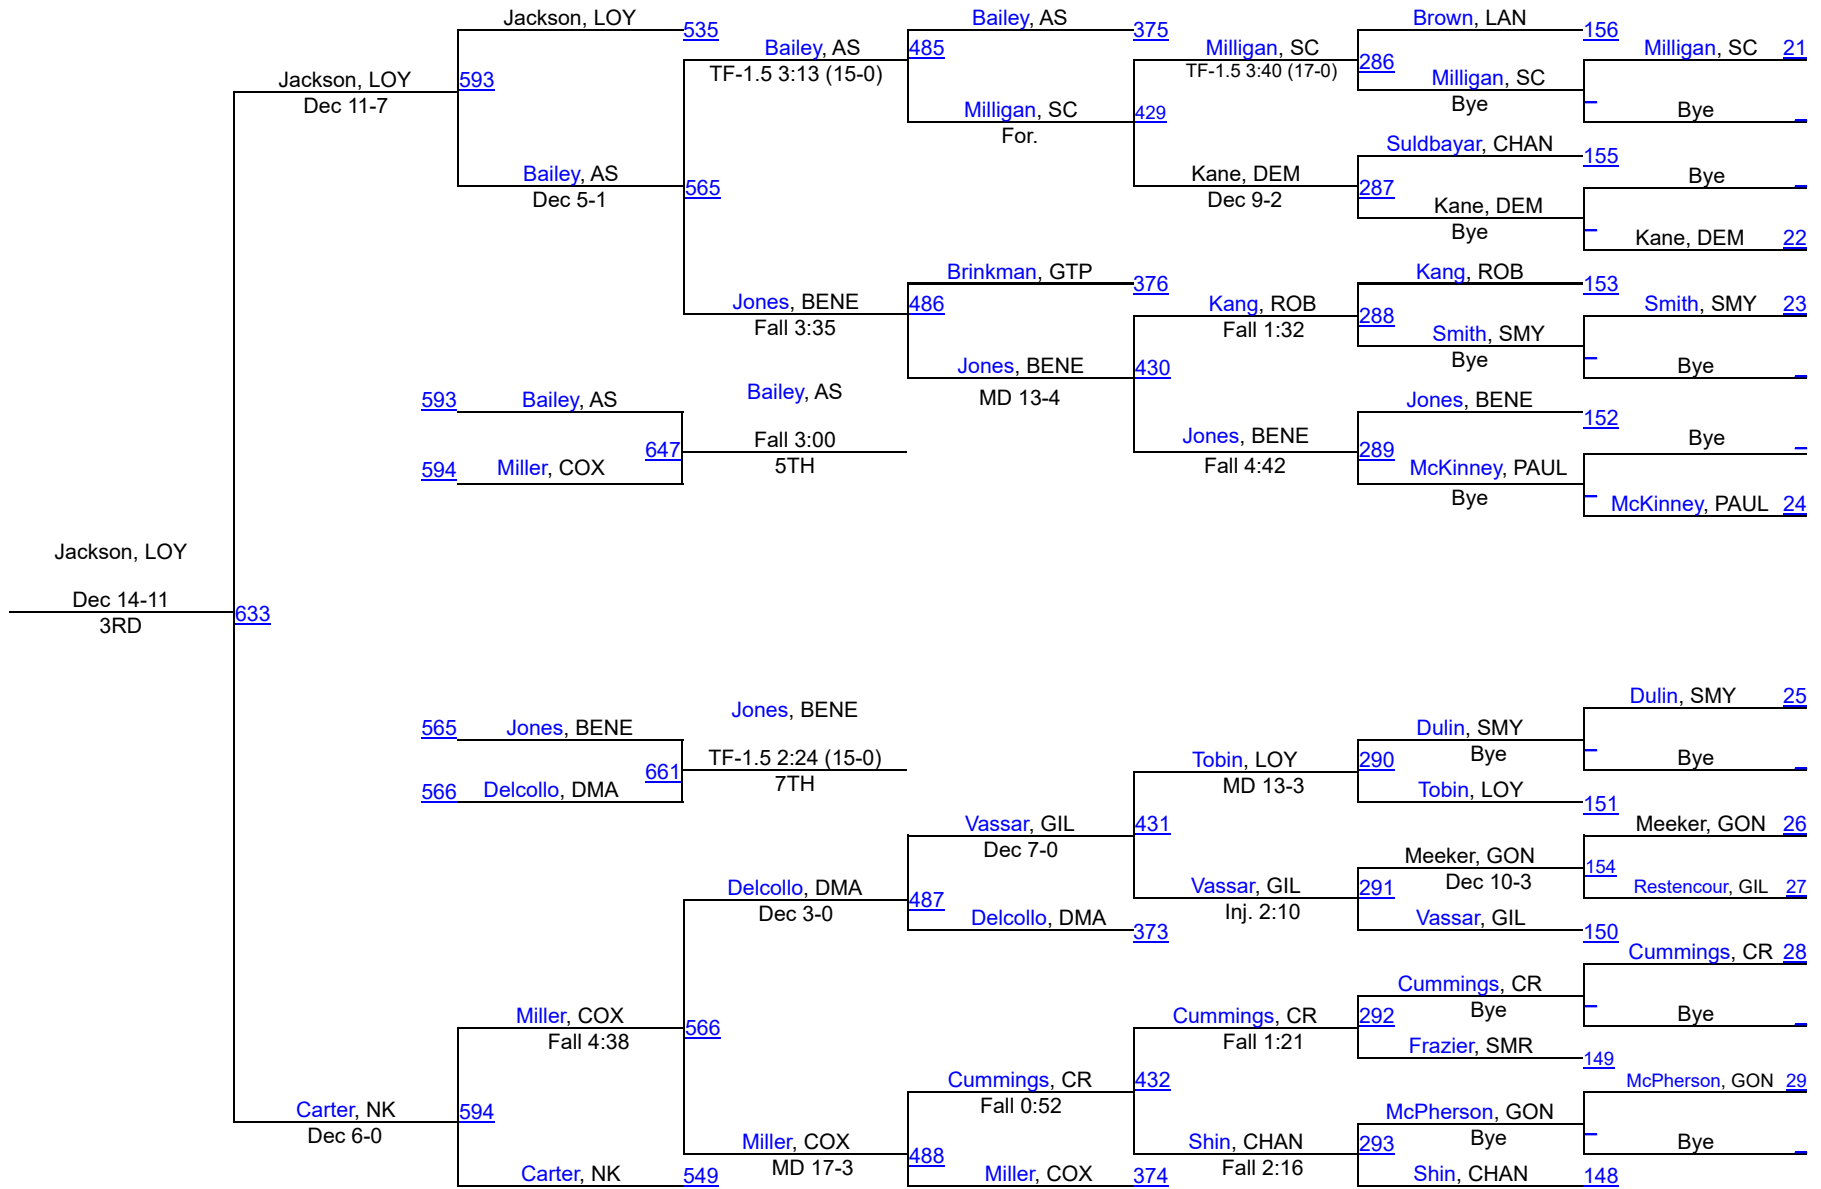 Jackson, LOY 535
Bailey, AS 375
Brown, LAN 156
Bailey, AS 485
TF-1.5 3:13 (15-0)
Milligan, SC 286
TF-1.5 3:40 (17-0)
Milligan, SC 21
Jackson, LOY 593
Dec 11-7
Milligan, SC
Bye
Milligan, SC 429
For.
Bye
Suldbayar, CHAN 155
Bailey, AS 565
Dec 5-1
Kane, DEM 287
Dec 9-2
Bye
Kane, DEM
Bye
Kane, DEM 22
Brinkman, GTP 376
Kang, ROB 153
Jones, BENE 486
Fall 3:35
Kang, ROB 288
Fall 1:32
Smith, SMY 23
Smith, SMY
Bye
Jones, BENE 430
MD 13-4
Bye
593 Bailey, AS
Bailey, AS
Jones, BENE 152
647
Fall 3:00
5TH
Jones, BENE 289
Fall 4:42
Bye
594 Miller, COX
McKinney, PAUL
Bye
McKinney, PAUL 24
Jackson, LOY
Dec 14-11
3RD
633
Dulin, SMY 25
565 Jones, BENE
Jones, BENE
Dulin, SMY
Bye
661
TF-1.5 2:24 (15-0)
7TH
Tobin, LOY 290
MD 13-3
Bye
566 Delcollo, DMA
Tobin, LOY 151
Vassar, GIL 431
Dec 7-0
Meeker, GON 26
Meeker, GON 154
Dec 10-3
Delcollo, DMA 487
Dec 3-0
Vassar, GIL 291
Inj. 2:10
Restencour, GIL 27
Delcollo, DMA 373
Vassar, GIL 150
Cummings, CR 28
Cummings, CR
Bye
Miller, COX 566
Fall 4:38
Cummings, CR 292
Fall 1:21
Bye
Frazier, SMR 149
Cummings, CR 432
Fall 0:52
McPherson, GON 29
Carter, NK 594
Dec 6-0
McPherson, GON
Bye
Miller, COX 488
MD 17-3
Shin, CHAN 293
Fall 2:16
Bye
Carter, NK 549
Miller, COX 374
Shin, CHAN 148